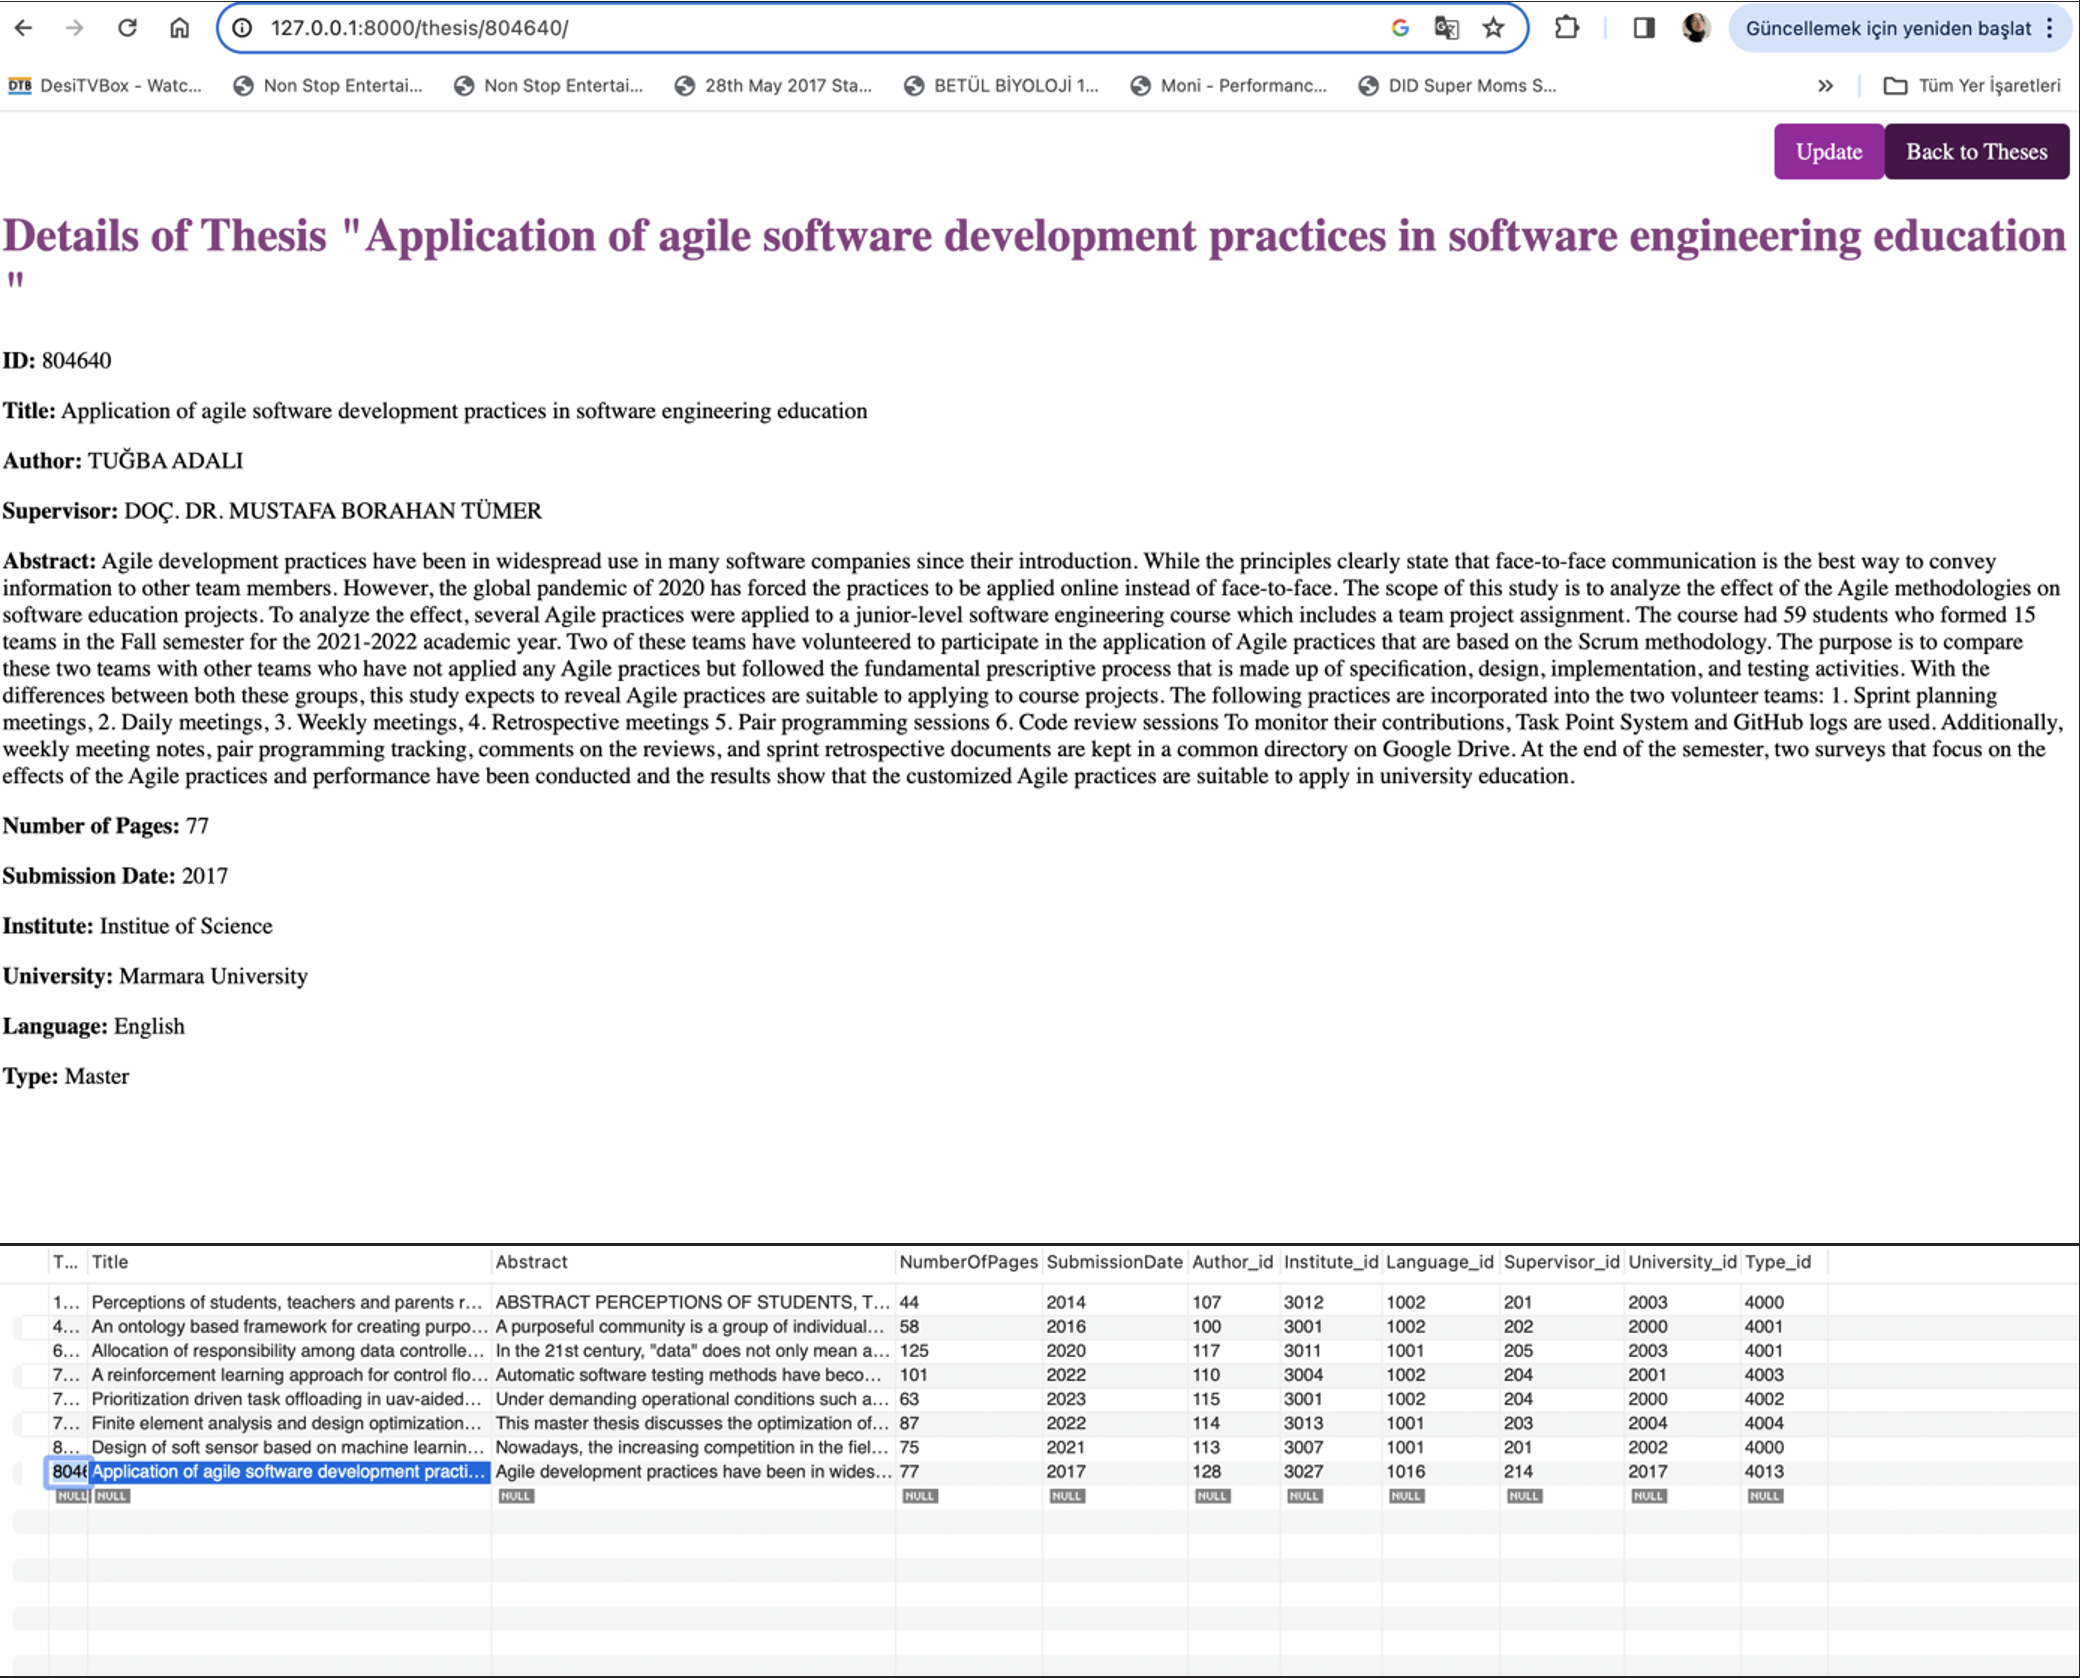 127.0.0.1:8000/thesis/804640/
Güncellemek için yeniden başlat
DTB DesiTVBox - Watc...
Non Stop Entertai...
Non Stop Entertai...
28th May 2017 Sta...
BETÜL BİYOLOJİ 1...
Moni - Performanc...
DID Super Moms S...
»
Tüm Yer İşaretleri
Update
Back to Theses
Details of Thesis "Application of agile software development practices in software engineering education
"
ID: 804640
Title: Application of agile software development practices in software engineering education
Author: TUĞBA ADALI
Supervisor: DOÇ. DR. MUSTAFA BORAHAN TÜMER
Abstract: Agile development practices have been in widespread use in many software companies since their introduction. While the principles clearly state that face-to-face communication is the best way to convey
information to other team members. However, the global pandemic of 2020 has forced the practices to be applied online instead of face-to-face. The scope of this study is to analyze the effect of the Agile methodologies on
software education projects. To analyze the effect, several Agile practices were applied to a junior-level software engineering course which includes a team project assignment. The course had 59 students who formed 15
teams in the Fall semester for the 2021-2022 academic year. Two of these teams have volunteered to participate in the application of Agile practices that are based on the Scrum methodology. The purpose is to compare
these two teams with other teams who have not applied any Agile practices but followed the fundamental prescriptive process that is made up of specification, design, implementation, and testing activities. With the
differences between both these groups, this study expects to reveal Agile practices are suitable to applying to course projects. The following practices are incorporated into the two volunteer teams: 1. Sprint planning
meetings, 2. Daily meetings, 3. Weekly meetings, 4. Retrospective meetings 5. Pair programming sessions 6. Code review sessions To monitor their contributions, Task Point System and GitHub logs are used. Additionally,
weekly meeting notes, pair programming tracking, comments on the reviews, and sprint retrospective documents are kept in a common directory on Google Drive. At the end of the semester, two surveys that focus on the
effects of the Agile practices and performance have been conducted and the results show that the customized Agile practices are suitable to apply in university education.
Number of Pages: 77
Submission Date: 2017
Institute: Institue of Science
University: Marmara University
Language: English
Type: Master
T... Title Abstract NumberOfPages SubmissionDate Author_id Institute_id Language_id Supervisor_id University_id Type_id
1... Perceptions of students, teachers and parents r... ABSTRACT PERCEPTIONS OF STUDENTS, T... 44 2014 107 3012 1002 201 2003 4000
4... An ontology based framework for creating purpo... A purposeful community is a group of individual... 58 2016 100 3001 1002 202 2000 4001
6... Allocation of responsibility among data controlle... In the 21st century, "data" does not only mean a... 125 2020 117 3011 1001 205 2003 4001
7... A reinforcement learning approach for control flo... Automatic software testing methods have beco... 101 2022 110 3004 1002 204 2001 4003
7... Prioritization driven task offloading in uav-aided... Under demanding operational conditions such a... 63 2023 115 3001 1002 204 2000 4002
7... Finite element analysis and design optimization... This master thesis discusses the optimization of... 87 2022 114 3013 1001 203 2004 4004
8... Design of soft sensor based on machine learnin... Nowadays, the increasing competition in the fiel... 75 2021 113 3007 1001 201 2002 4000
8046 Application of agile software development practi... Agile development practices have been in wides... 77 2017 128 3027 1016 214 2017 4013
NULL NULL NULL NULL NULL NULL NULL NULL NULL NULL NULL